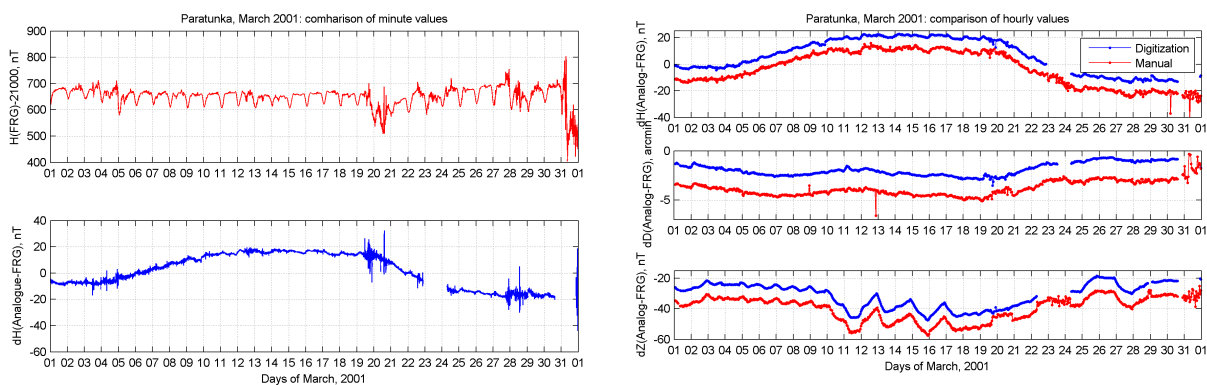 Paratunka, March 2001: comharison of minute values
H(FRG)-21000, nT
900
800
700
600
500
400
01 02 03 04 05 06 07 08 09 10 11 12 13 14 15 16 17 18 19 20 21 22 23 24 25 26 27 28 29 30 31 01
dH(Analogue-FRG), nT
40
20
0
-20
-40
-60
01 02 03 04 05 06 07 08 09 10 11 12 13 14 15 16 17 18 19 20 21 22 23 24 25 26 27 28 29 30 31 01
Days of March, 2001
Paratunka, March 2001: comparison of hourly values
dH(Analog-FRG), nT
20
0
-20
-40
Digitization
Manual
01 02 03 04 05 06 07 08 09 10 11 12 13 14 15 16 17 18 19 20 21 22 23 24 25 26 27 28 29 30 31 01
dD(Analog-FRG), arcmin
0
-5
01 02 03 04 05 06 07 08 09 10 11 12 13 14 15 16 17 18 19 20 21 22 23 24 25 26 27 28 29 30 31 01
dZ(Analog-FRG), nT
-20
-40
-60
01 02 03 04 05 06 07 08 09 10 11 12 13 14 15 16 17 18 19 20 21 22 23 24 25 26 27 28 29 30 31 01
Days of March, 2001